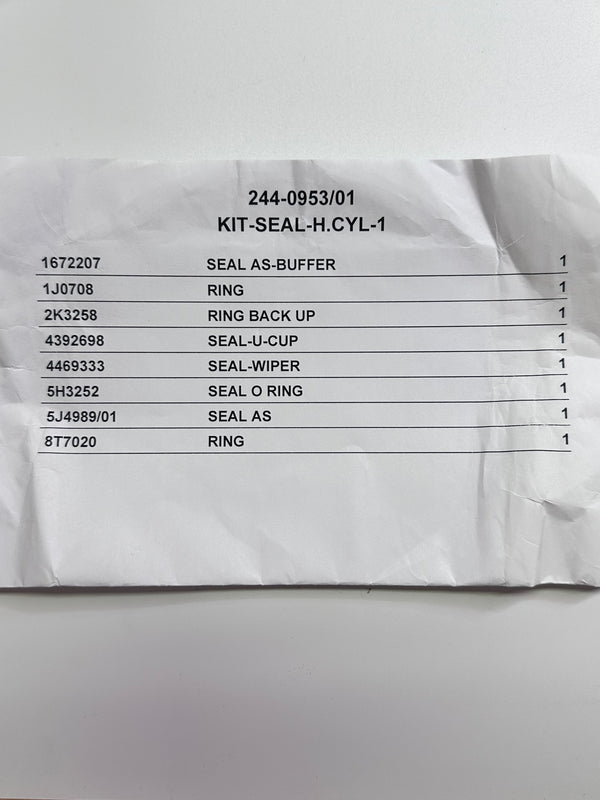 244-0953/01
KIT-SEAL-H.CYL-1
1672207 SEAL AS-BUFFER 1
1J0708 RING 1
2K3258 RING BACK UP 1
4392698 SEAL-U-CUP 1
4469333 SEAL-WIPER 1
5H3252 SEAL O RING 1
5J4989/01 SEAL AS 1
8T7020 RING 1